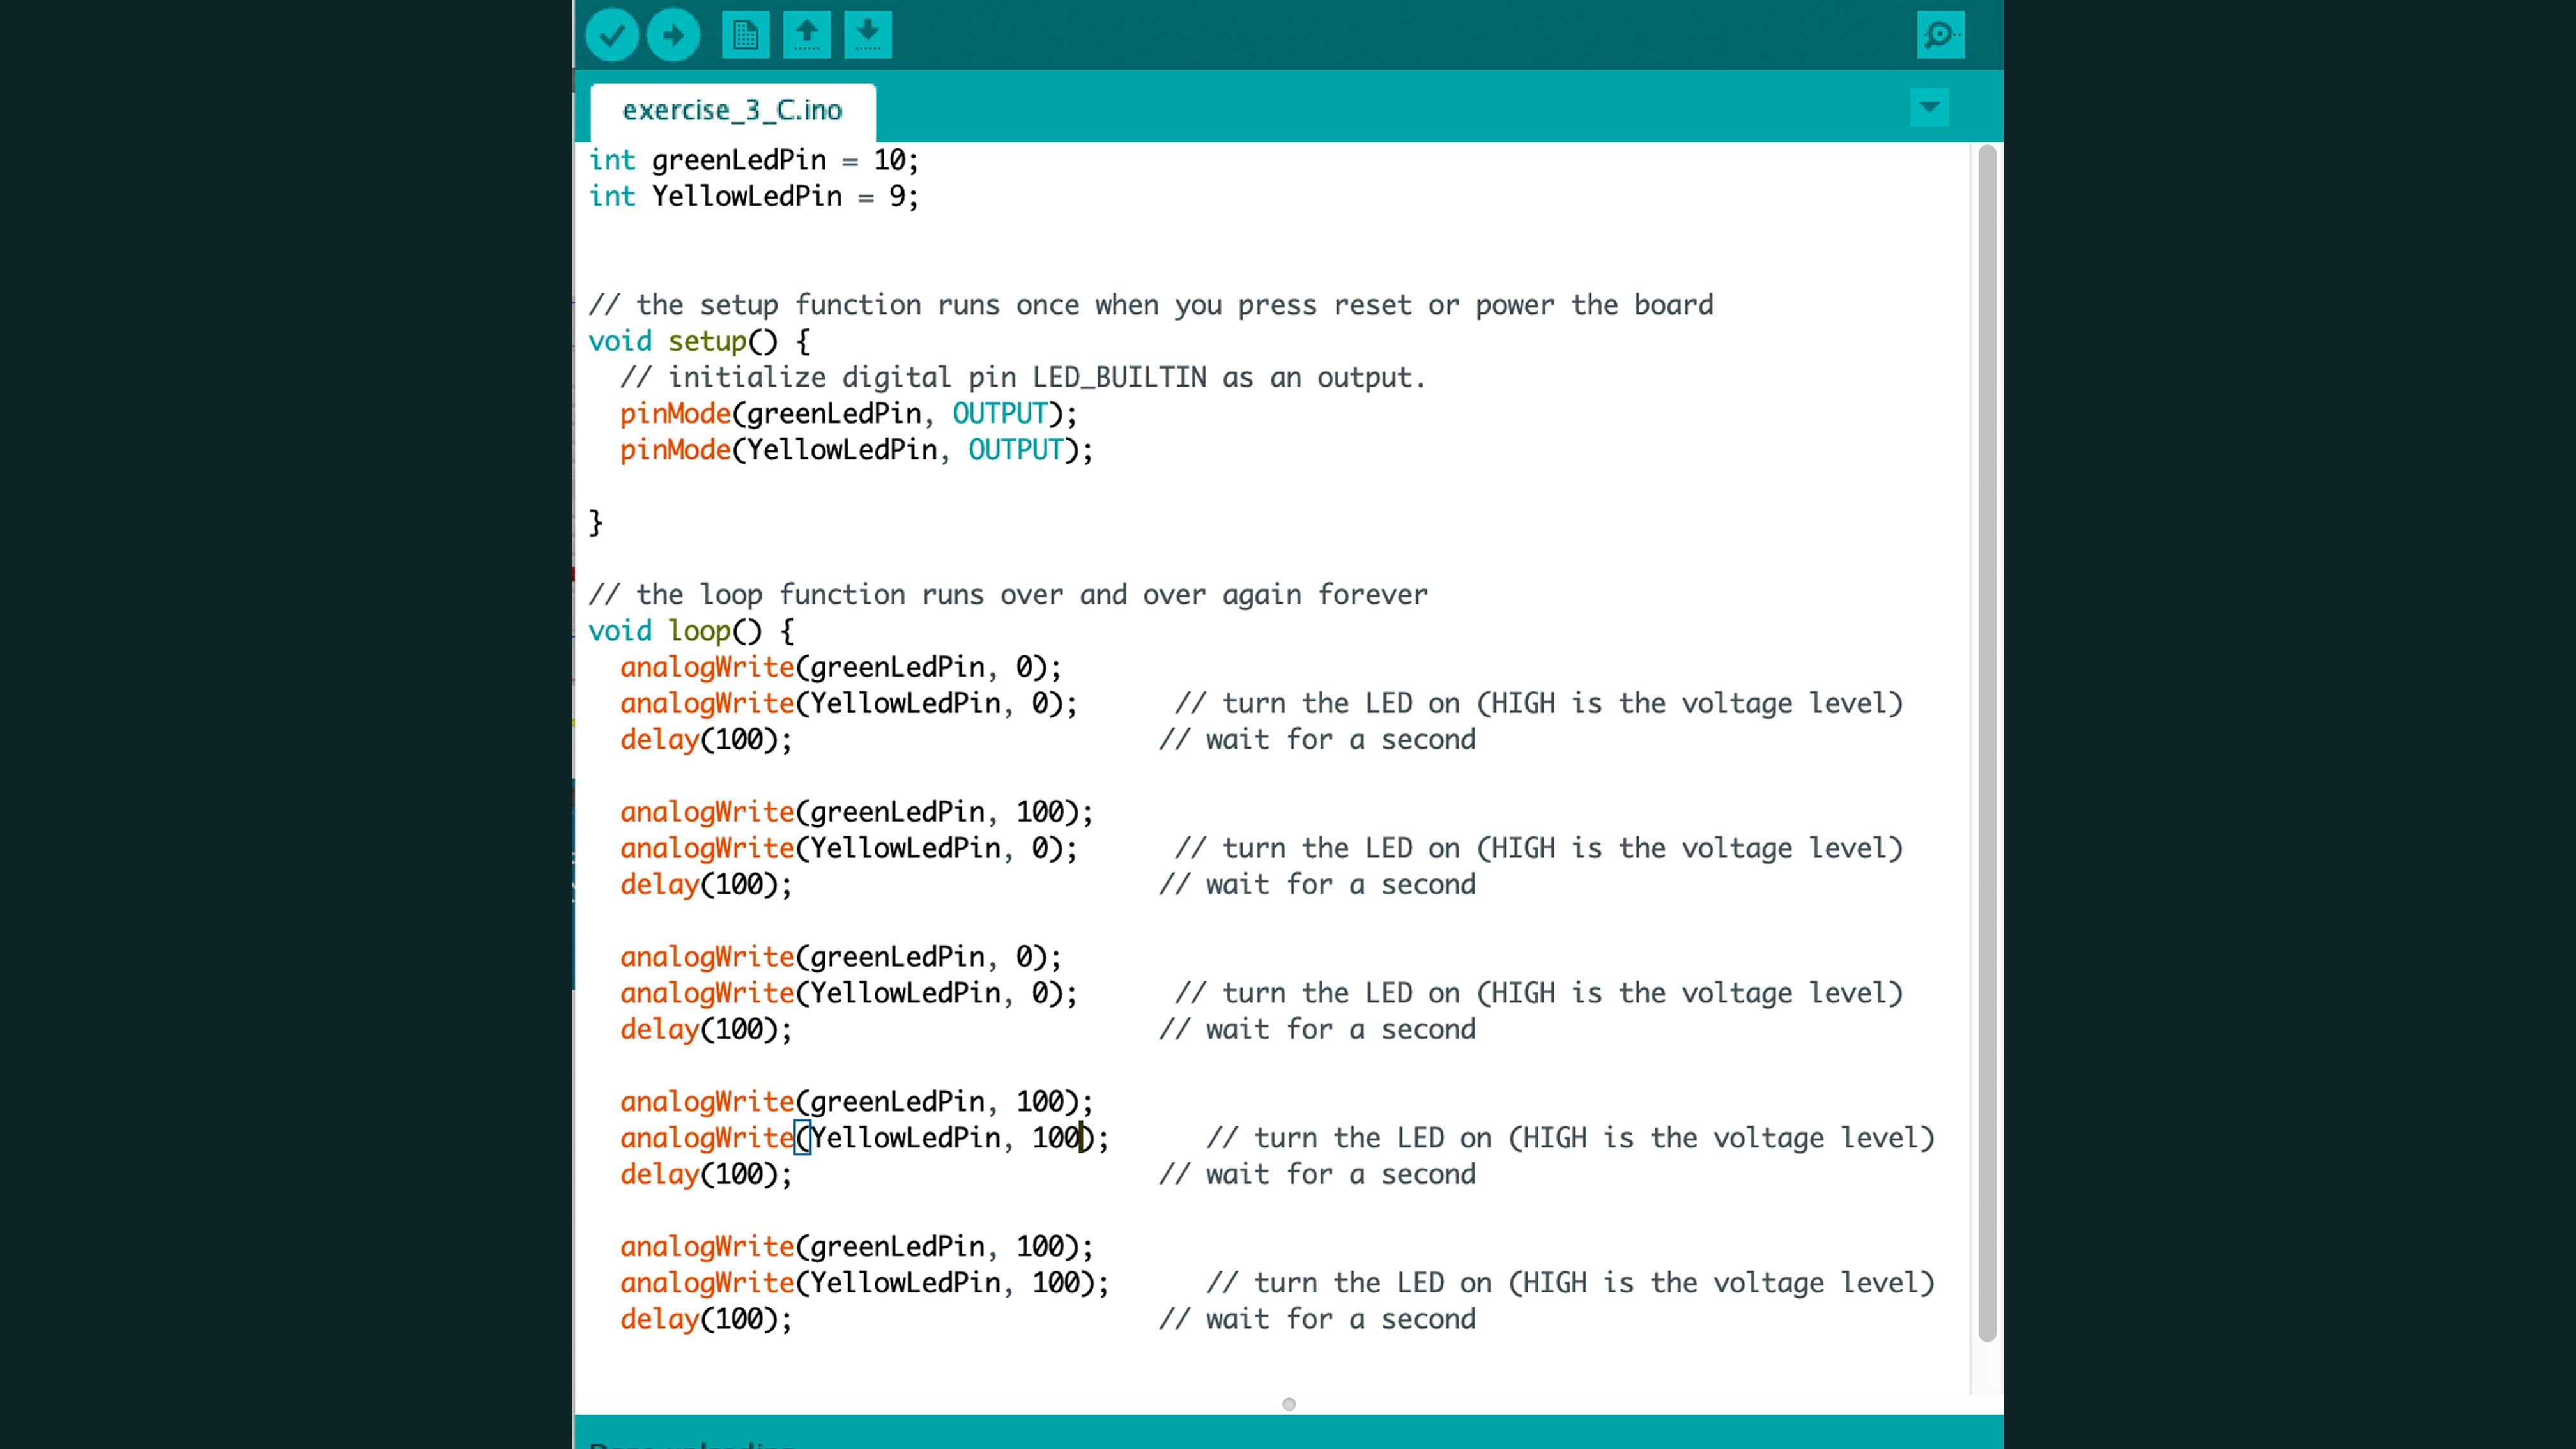 exercise_3_C.ino
int greenLedPin = 10;
int YellowLedPin = 9;
// the setup function runs once when you press reset or power the board
void setup() {
// initialize digital pin LED_BUILTIN as an output.
pinMode(greenLedPin, OUTPUT);
pinMode(YellowLedPin, OUTPUT);
}
// the loop function runs over and over again forever
void loop() {
analogWrite(greenLedPin, 0);
analogWrite(YellowLedPin, 0); // turn the LED on (HIGH is the voltage level)
delay(100); // wait for a second
analogWrite(greenLedPin, 100);
analogWrite(YellowLedPin, 0); // turn the LED on (HIGH is the voltage level)
delay(100); // wait for a second
analogWrite(greenLedPin, 0);
analogWrite(YellowLedPin, 0); // turn the LED on (HIGH is the voltage level)
delay(100); // wait for a second
analogWrite(greenLedPin, 100);
analogWrite(YellowLedPin, 100); // turn the LED on (HIGH is the voltage level)
delay(100); // wait for a second
analogWrite(greenLedPin, 100);
analogWrite(YellowLedPin, 100); // turn the LED on (HIGH is the voltage level)
delay(100); // wait for a second